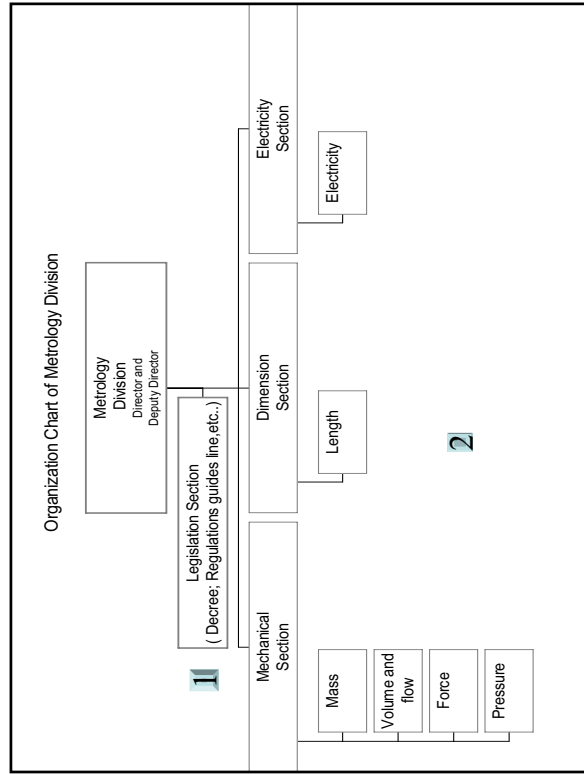 Organization Chart of Metrology Division
Metrology
Division
Director and
Deputy Director
1
Legislation Section
( Decree; Regulations guides line,etc..)
Mechanical
Section
Dimension
Section
Electricity
Section
Mass
Volume and
flow
Force
Pressure
Length
Electricity
2